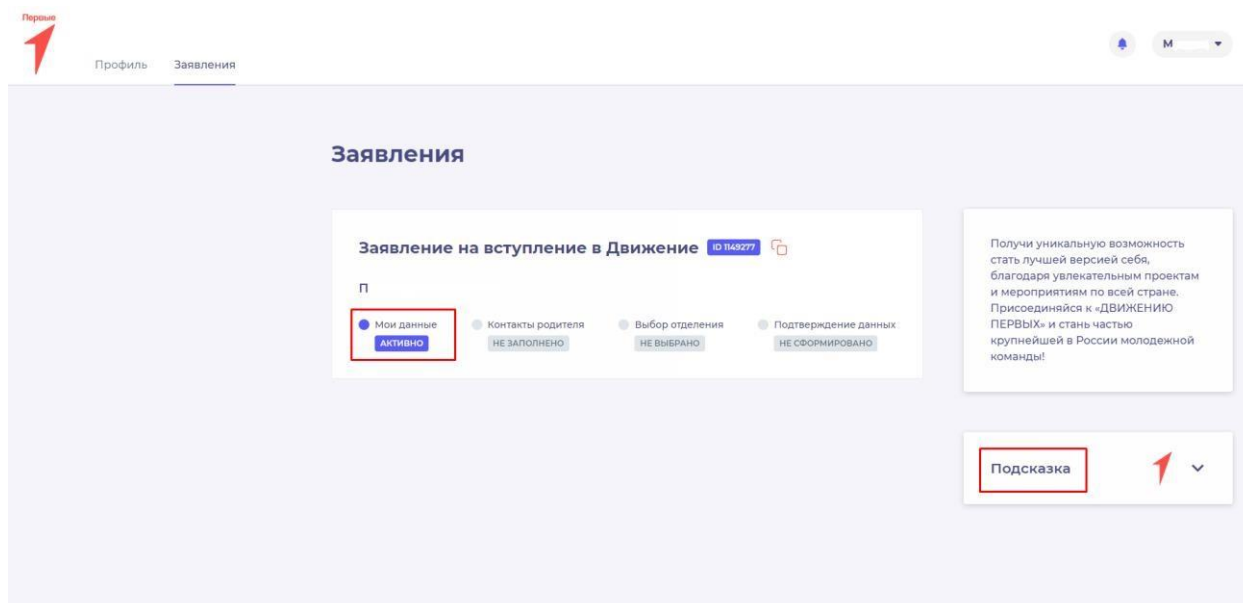 Первые
Профиль Заявления
М
Заявления
Заявление на вступление в Движение ID 1149277
П
Мои данные
АКТИВНО
Контакты родителя
НЕ ЗАПОЛНЕНО
Выбор отделения
НЕ ВЫБРАНО
Подтверждение данных
НЕ СФОРМИРОВАНО
Получи уникальную возможность
стать лучшей версией себя,
благодаря увлекательным проектам
и мероприятиям по всей стране.
Присоединяйся к «ДВИЖЕНИЮ
ПЕРВЫХ» и стань частью
крупнейшей в России молодежной
команды!
Подсказка